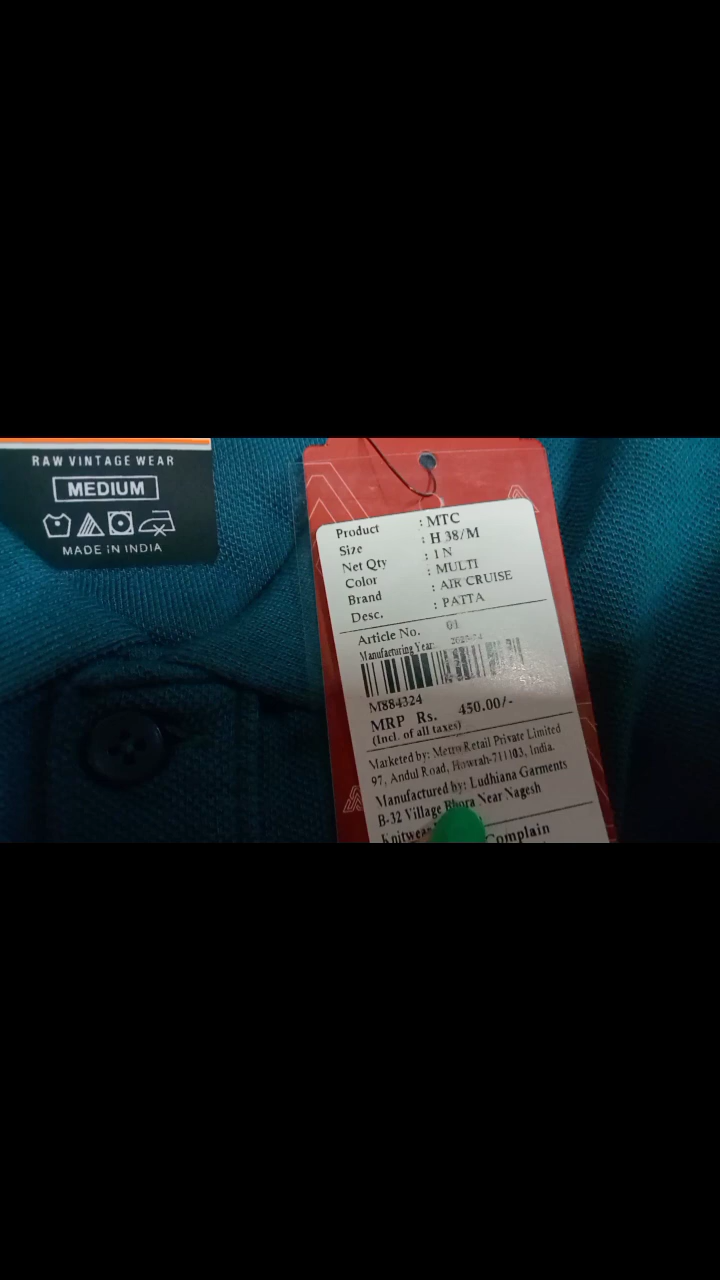 RAW VINTAGE WEAR
MEDIUM
MADE IN INDIA
Product : MTC
Size : H 38/M
Net Qty : 1 N
Color : MULTI
Brand : AIR CRUISE
Desc. : PATTA
Article No. 01
Manufacturing Year:
M884324
MRP Rs. 450.00/-
(Incl. of all taxes)
Marketed by: Metro Retail Private Limited
97, Andul Road, Howrah-711103, India.
Manufactured by: Ludhiana Garments
B-32 Village Bhora Near Nagesh
Knitwear
Complain